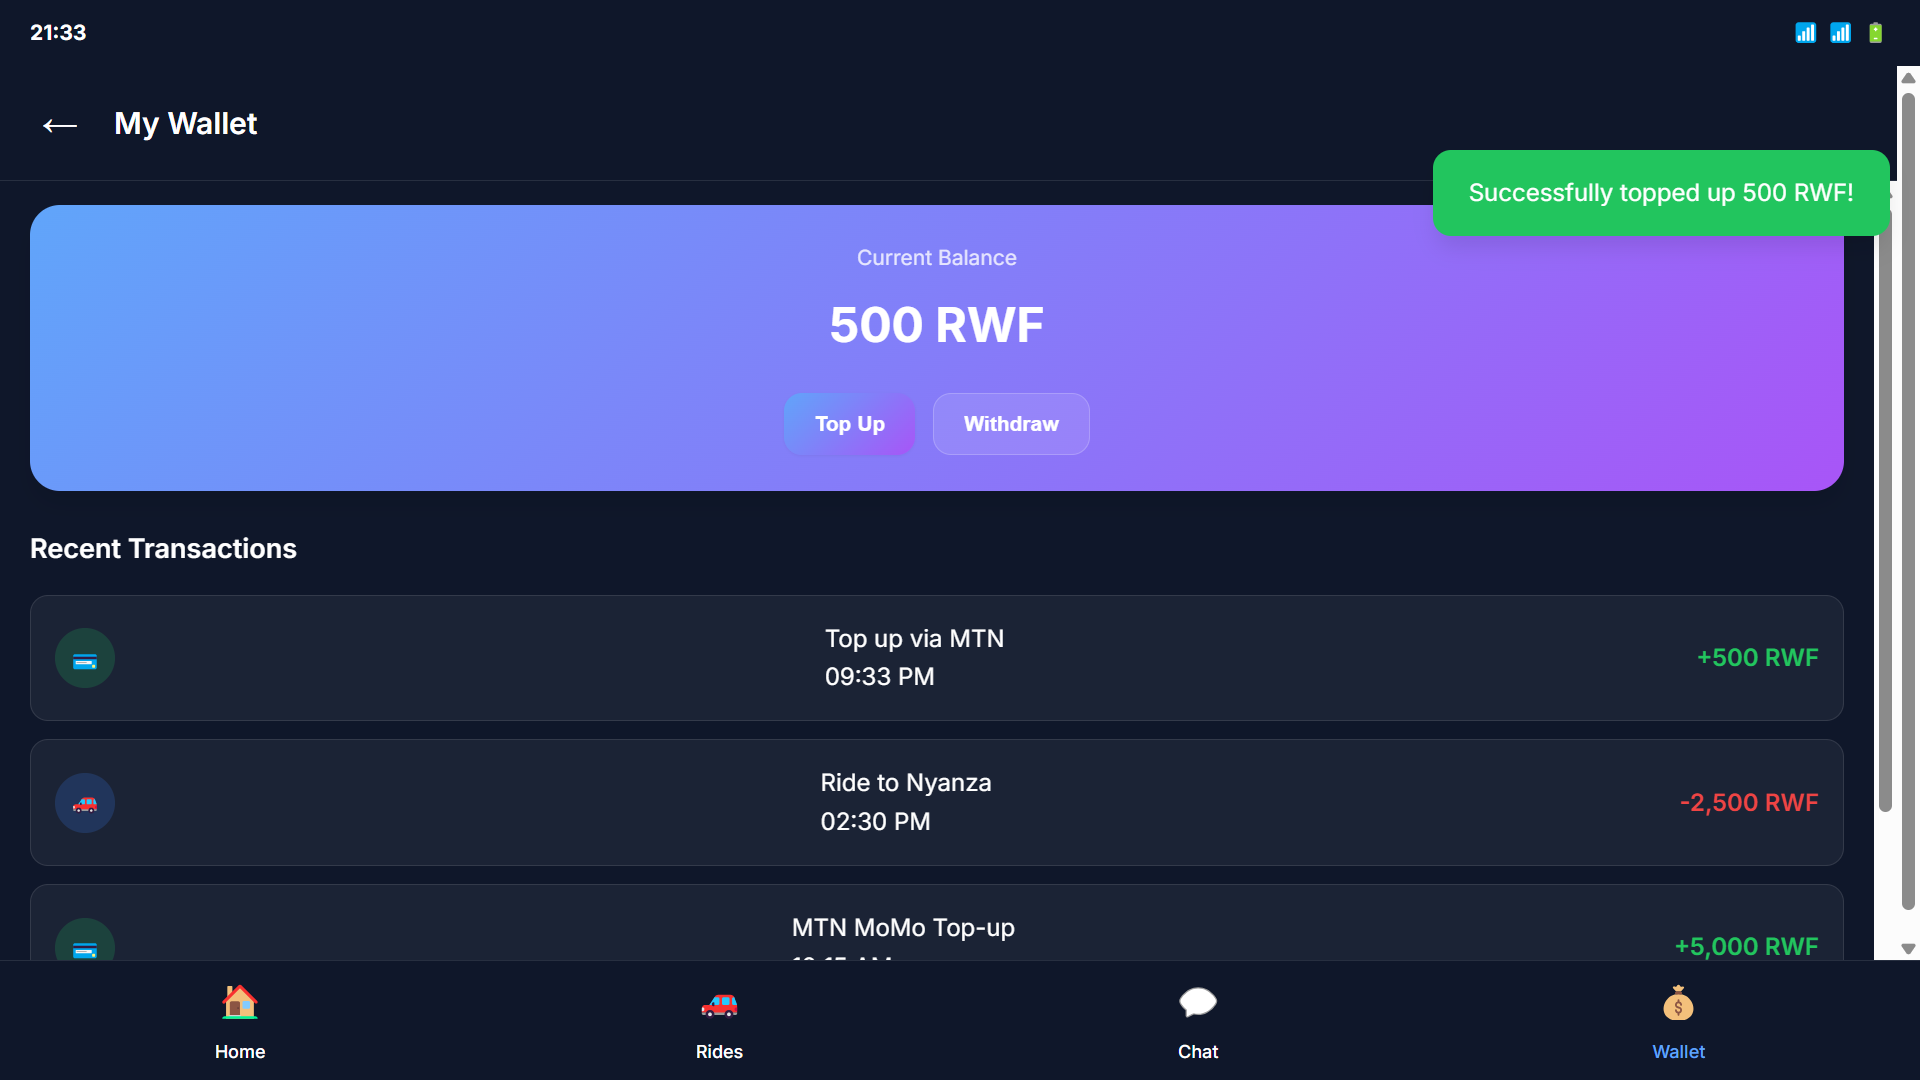 21:33
My Wallet
Successfully topped up 500 RWF!
Current Balance
500 RWF
Top Up
Withdraw
Recent Transactions
Top up via MTN
09:33 PM
+500 RWF
Ride to Nyanza
02:30 PM
-2,500 RWF
MTN MoMo Top-up
+5,000 RWF
Home
Rides
Chat
Wallet